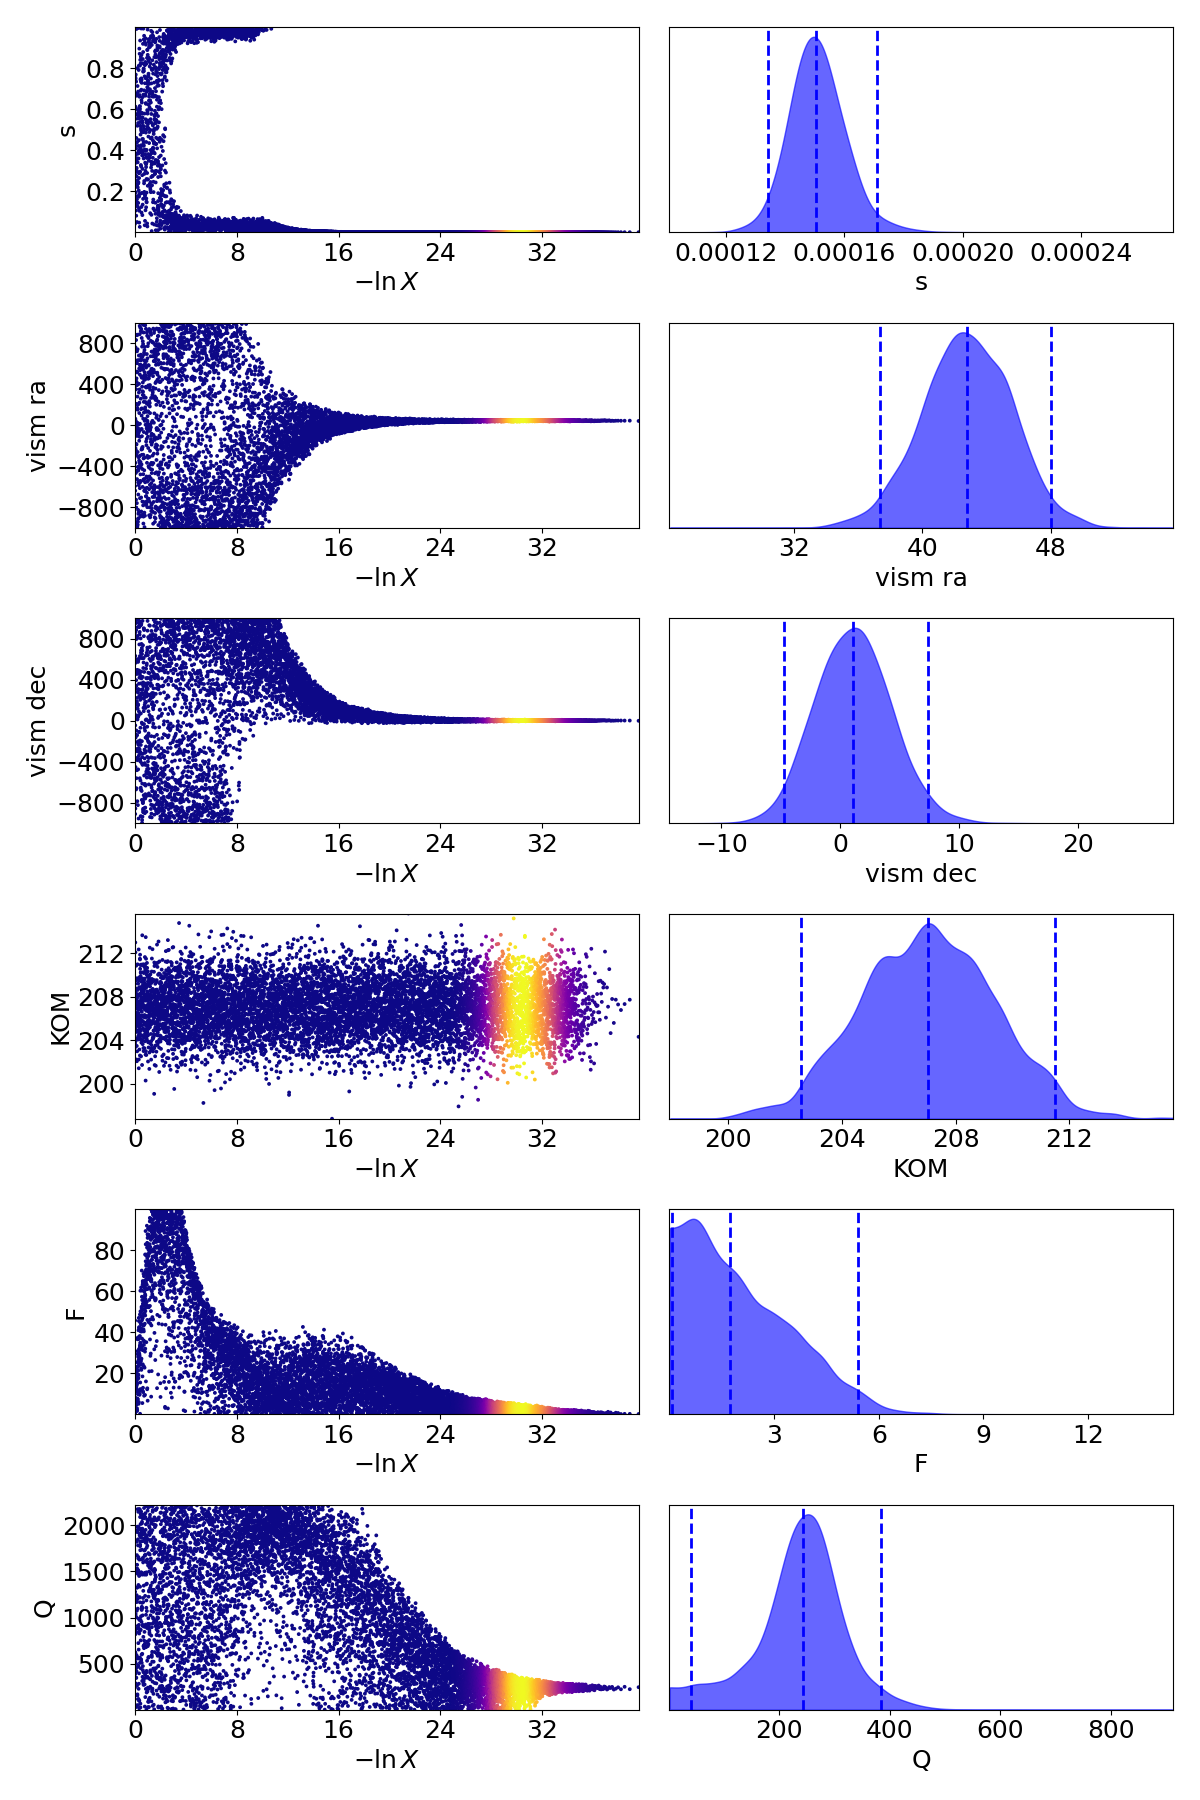 0.8
0.6
0.4
0.2
s
0 8 16 24 32
−ln X
0.00012 0.00016 0.00020 0.00024
s
800
400
0
−400
−800
vism ra
0 8 16 24 32
−ln X
32 40 48
vism ra
800
400
0
−400
−800
vism dec
0 8 16 24 32
−ln X
−10 0 10 20
vism dec
212
208
204
200
KOM
0 8 16 24 32
−ln X
200 204 208 212
KOM
80
60
40
20
F
0 8 16 24 32
−ln X
3 6 9 12
F
2000
1500
1000
500
Q
0 8 16 24 32
−ln X
200 400 600 800
Q